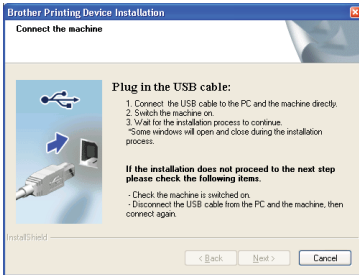 Brother Printing Device Installation
Connect the machine
Plug in the USB cable:
1. Connect the USB cable to the PC and the machine directly.
2. Switch the machine on.
3. Wait for the installation process to continue.
*Some windows will open and close during the installation
process.
If the installation does not proceed to the next step
please check the following items.
- Check the machine is switched on.
- Disconnect the USB cable from the PC and the machine, then
connect again.
InstallShield
< Back Next > Cancel